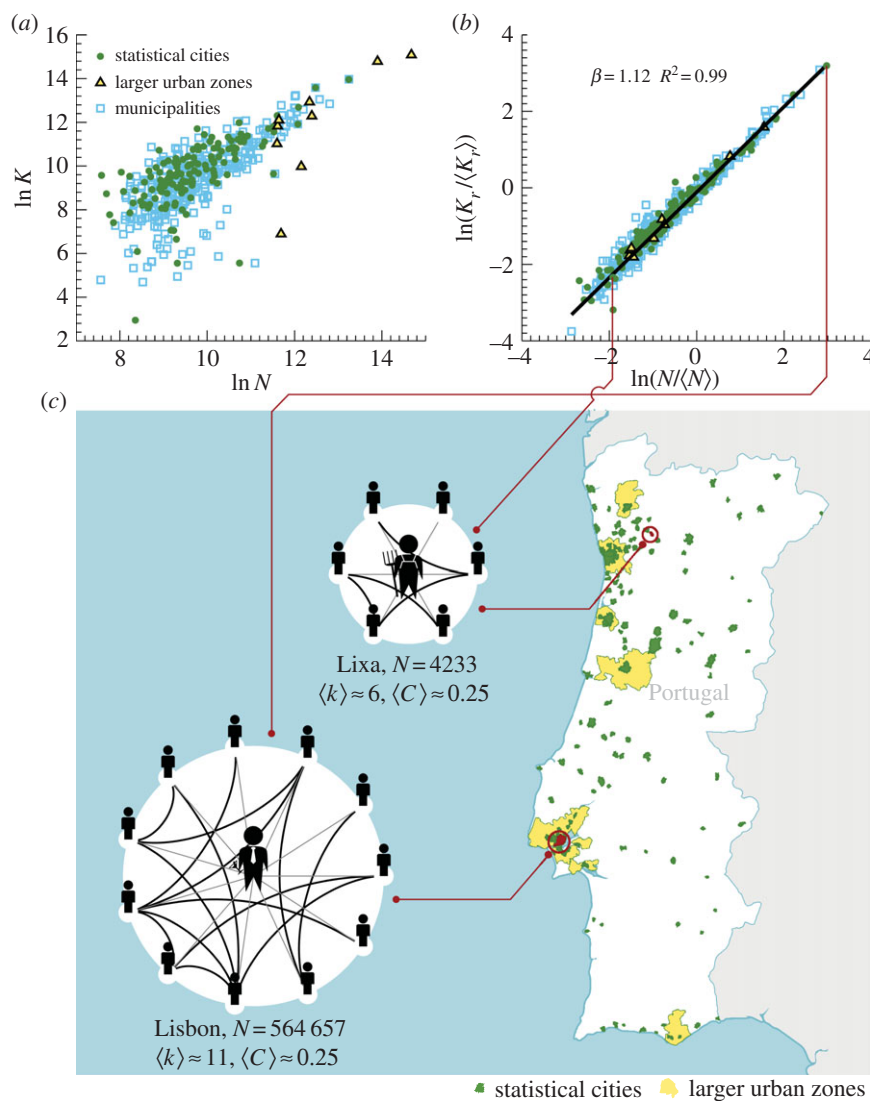 (a)
16
14
12
10
8
6
4
2
ln K
statistical cities
larger urban zones
municipalities
8
10
12
14
ln N
(b)
4
2
0
−2
−4
ln(K_r/⟨K_r⟩)
β=1.12 R²=0.99
−4
−2
0
2
4
ln(N/⟨N⟩)
(c)
Lixa, N=4233
⟨k⟩≈6, ⟨C⟩≈0.25
Portugal
Lisbon, N=564 657
⟨k⟩≈11, ⟨C⟩≈0.25
statistical cities
larger urban zones